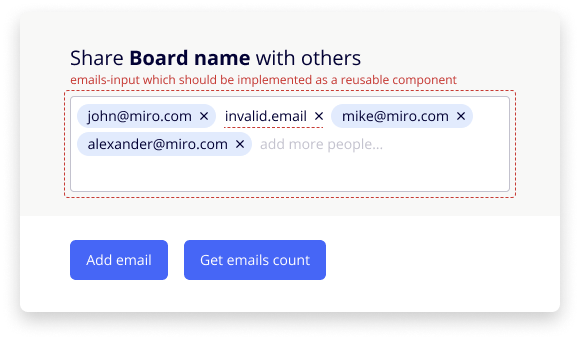 Share Board name with others
emails-input which should be implemented as a reusable component
john@miro.com × invalid.email × mike@miro.com ×
alexander@miro.com × add more people...
Add email Get emails count